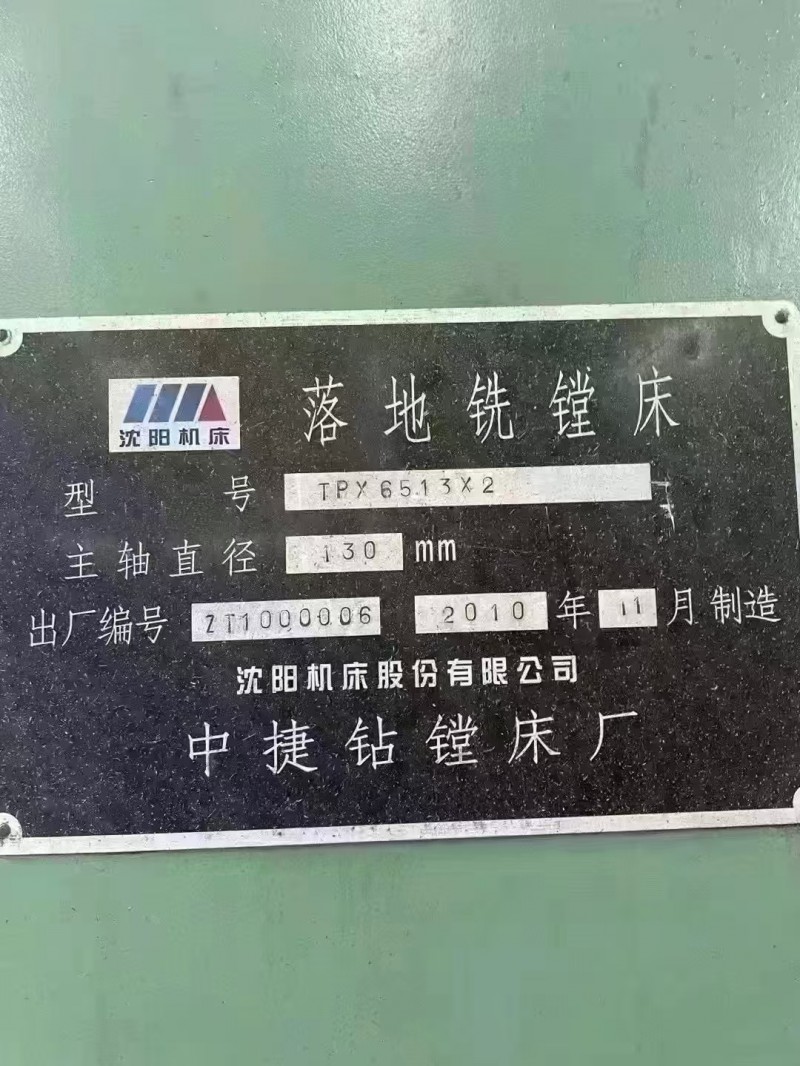 沈阳机床
落地铣镗床
型号 TPX6513X2
主轴直径 130 mm
出厂编号 ZT1000006 2010 年 11 月制造
沈阳机床股份有限公司
中捷钻镗床厂